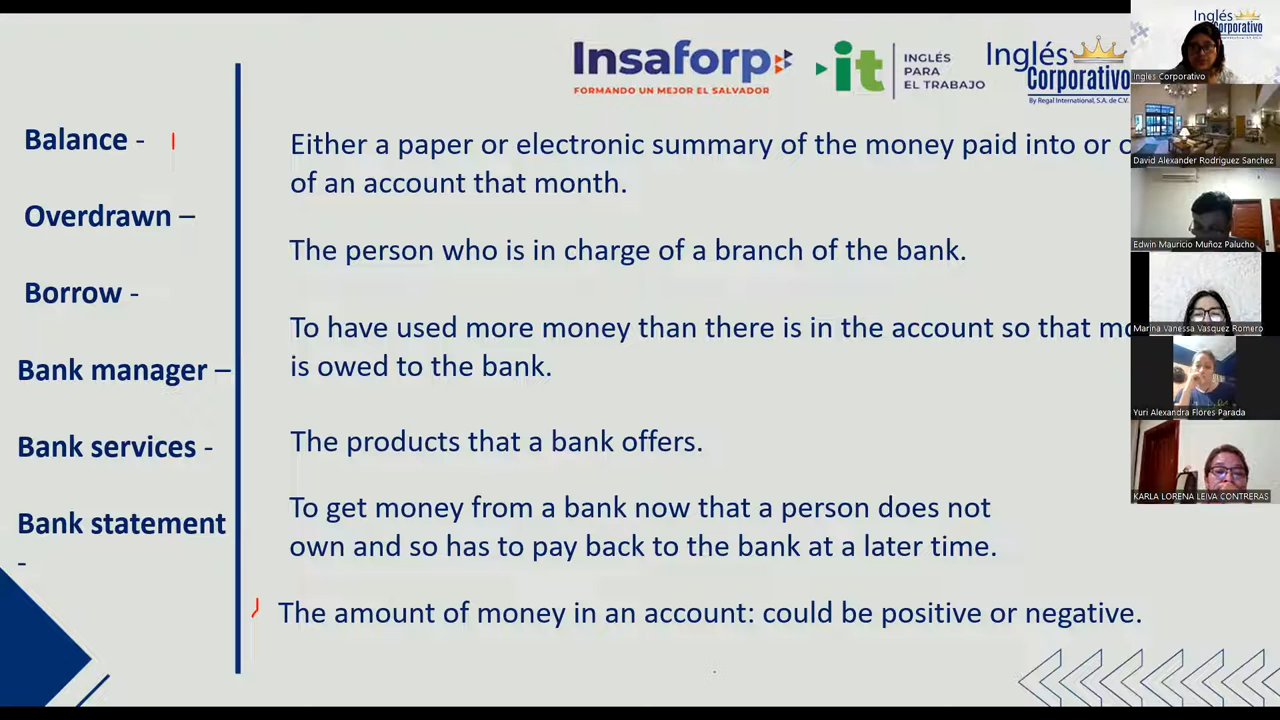 Insaforp
FORMANDO UN MEJOR EL SALVADOR
it
INGLÉS
PARA
EL TRABAJO
Inglés
Corporativo
By Regal International, S.A. de C.V.
Balance -
Overdrawn –
Borrow -
Bank manager –
Bank services -
Bank statement
-
Either a paper or electronic summary of the money paid into or
of an account that month.
The person who is in charge of a branch of the bank.
To have used more money than there is in the account so that
is owed to the bank.
The products that a bank offers.
To get money from a bank now that a person does not
own and so has to pay back to the bank at a later time.
The amount of money in an account: could be positive or negative.
Inglés
Corporativo
Ingles Corporativo
David Alexander Rodriguez Sanchez
Edwin Mauricio Muñoz Palucho
Marina Vanessa Vasquez Romero
Yuri Alexandra Flores Parada
KARLA LORENA LEIVA CONTRERAS